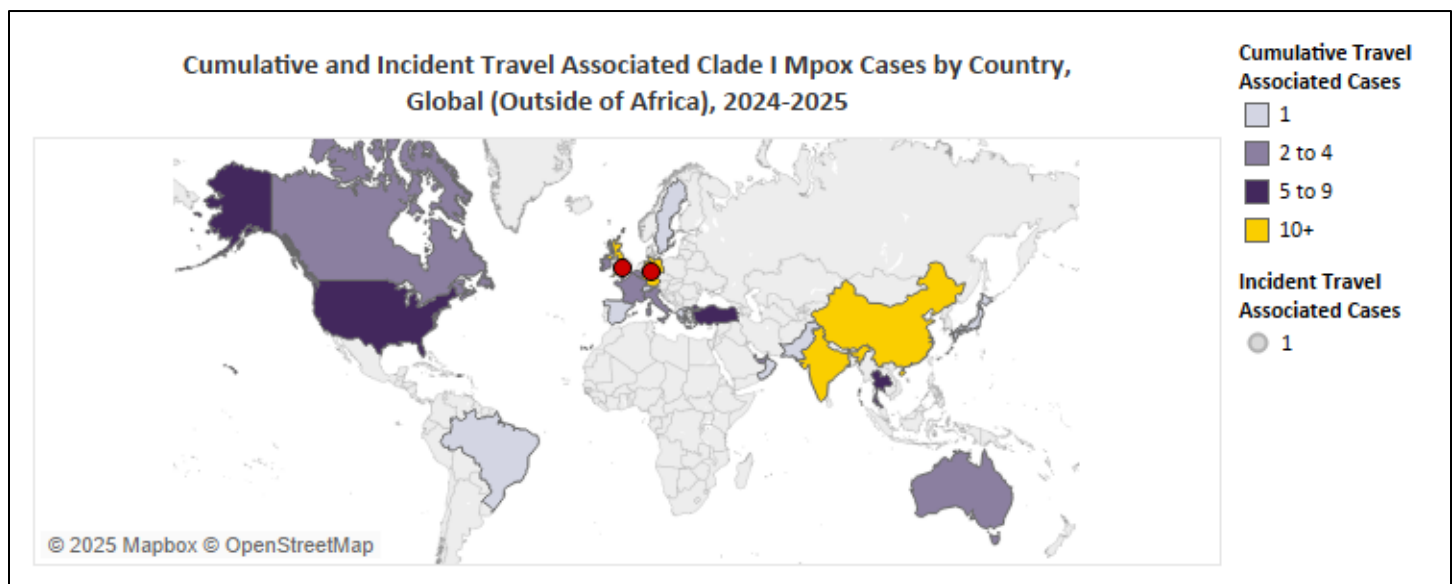 Cumulative and Incident Travel Associated Clade I Mpox Cases by Country,
Global (Outside of Africa), 2024-2025
Cumulative Travel
Associated Cases
1
2 to 4
5 to 9
10+
Incident Travel
Associated Cases
1
© 2025 Mapbox © OpenStreetMap